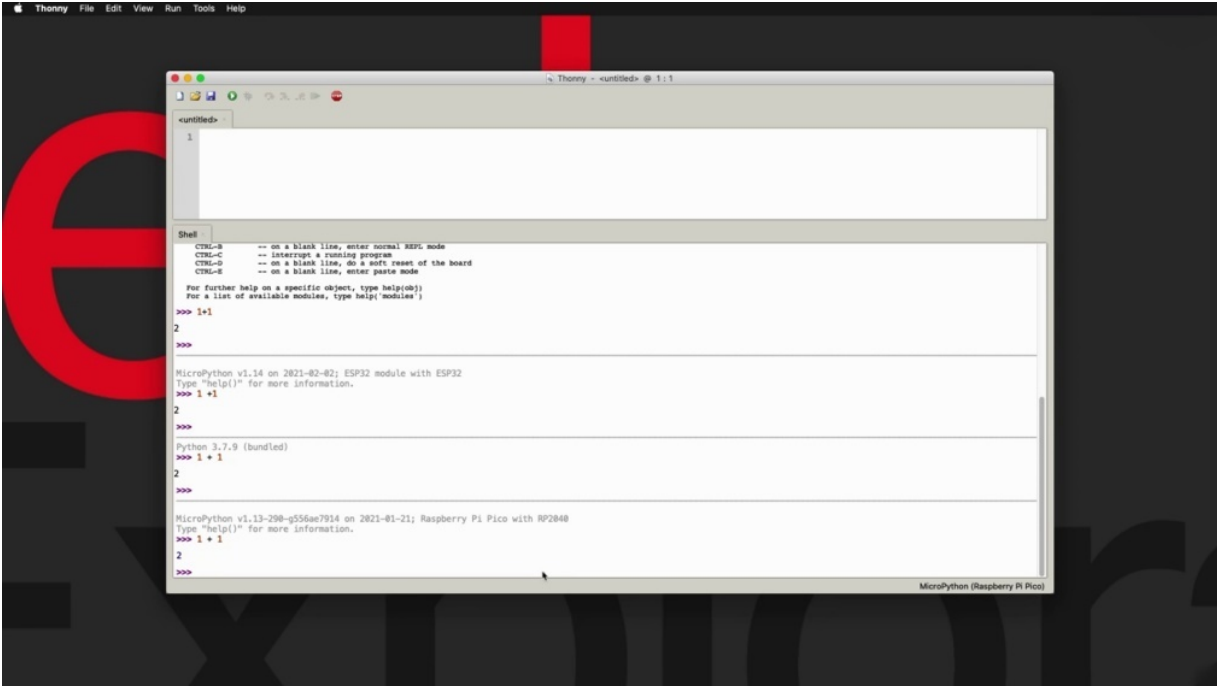 Thonny File Edit View Run Tools Help
Thonny - <untitled> @ 1 : 1
<untitled>
1
Shell
CTRL-B -- on a blank line, enter normal REPL mode
CTRL-C -- interrupt a running program
CTRL-D -- on a blank line, do a soft reset of the board
CTRL-E -- on a blank line, enter paste mode
For further help on a specific object, type help(obj)
For a list of available modules, type help('modules')
>>> 1+1
2
>>>
MicroPython v1.14 on 2021-02-02; ESP32 module with ESP32
Type "help()" for more information.
>>> 1 +1
2
>>>
Python 3.7.9 (bundled)
>>> 1 + 1
2
>>>
MicroPython v1.13-290-g556ae7914 on 2021-01-21; Raspberry Pi Pico with RP2040
Type "help()" for more information.
>>> 1 + 1
2
>>>
MicroPython (Raspberry Pi Pico)